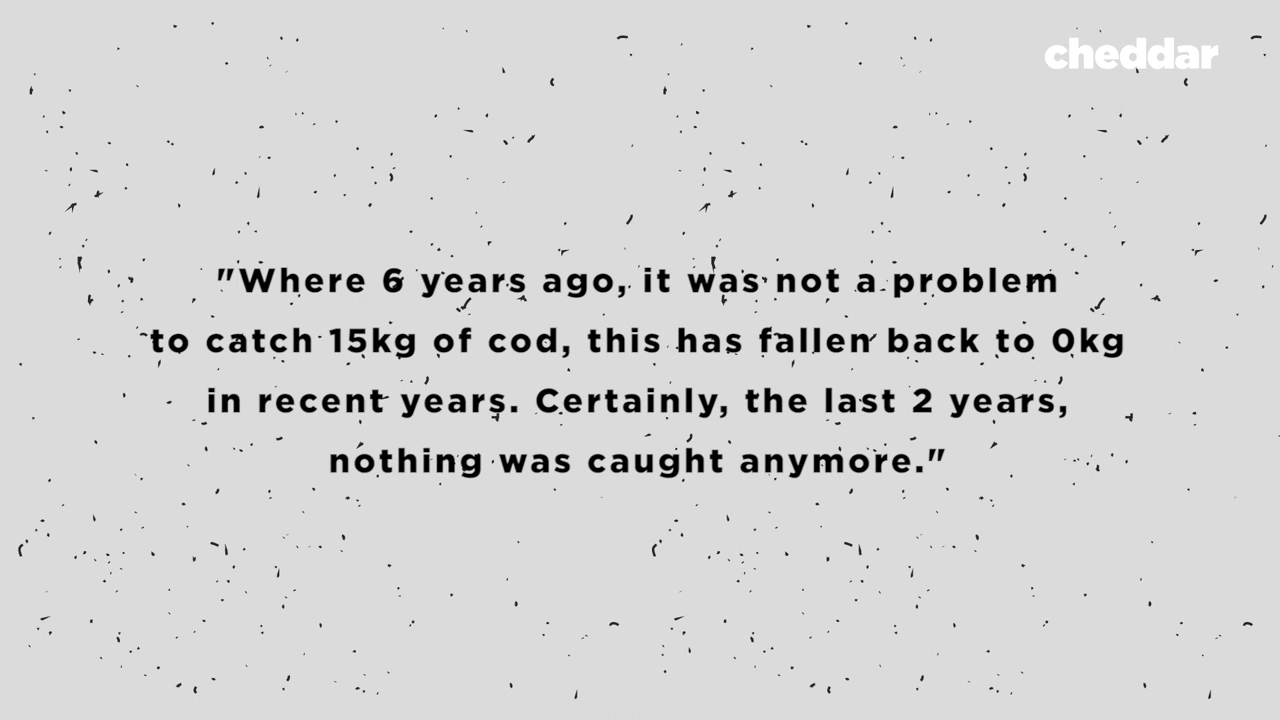 cheddar
"Where 6 years ago, it was not a problem
to catch 15kg of cod, this has fallen back to 0kg
in recent years. Certainly, the last 2 years,
nothing was caught anymore."